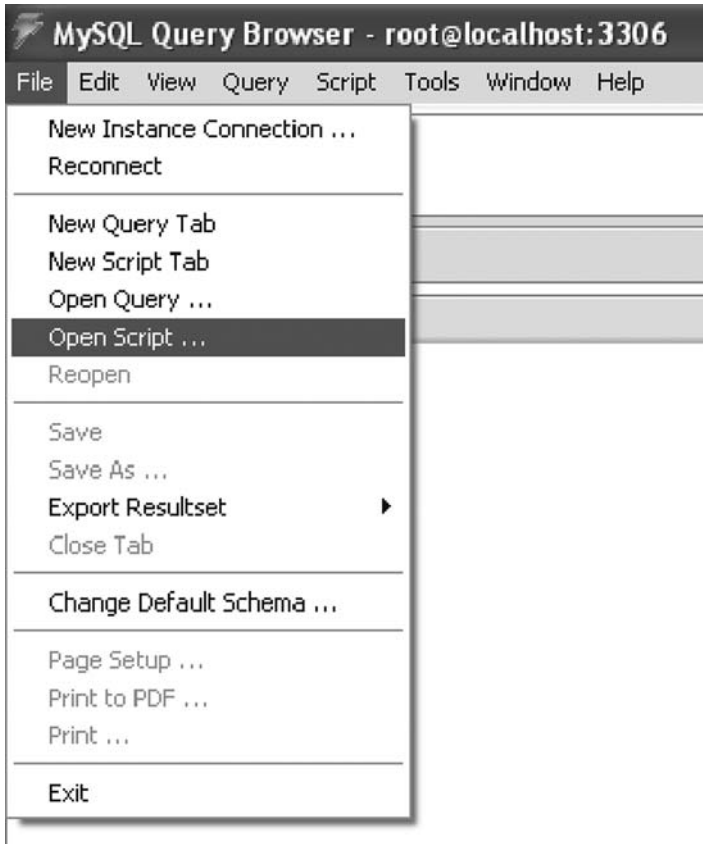 MySQL Query Browser - root@localhost:3306
File Edit View Query Script Tools Window Help
New Instance Connection ...
Reconnect
New Query Tab
New Script Tab
Open Query ...
Open Script ...
Reopen
Save
Save As ...
Export Resultset
Close Tab
Change Default Schema ...
Page Setup ...
Print to PDF ...
Print ...
Exit